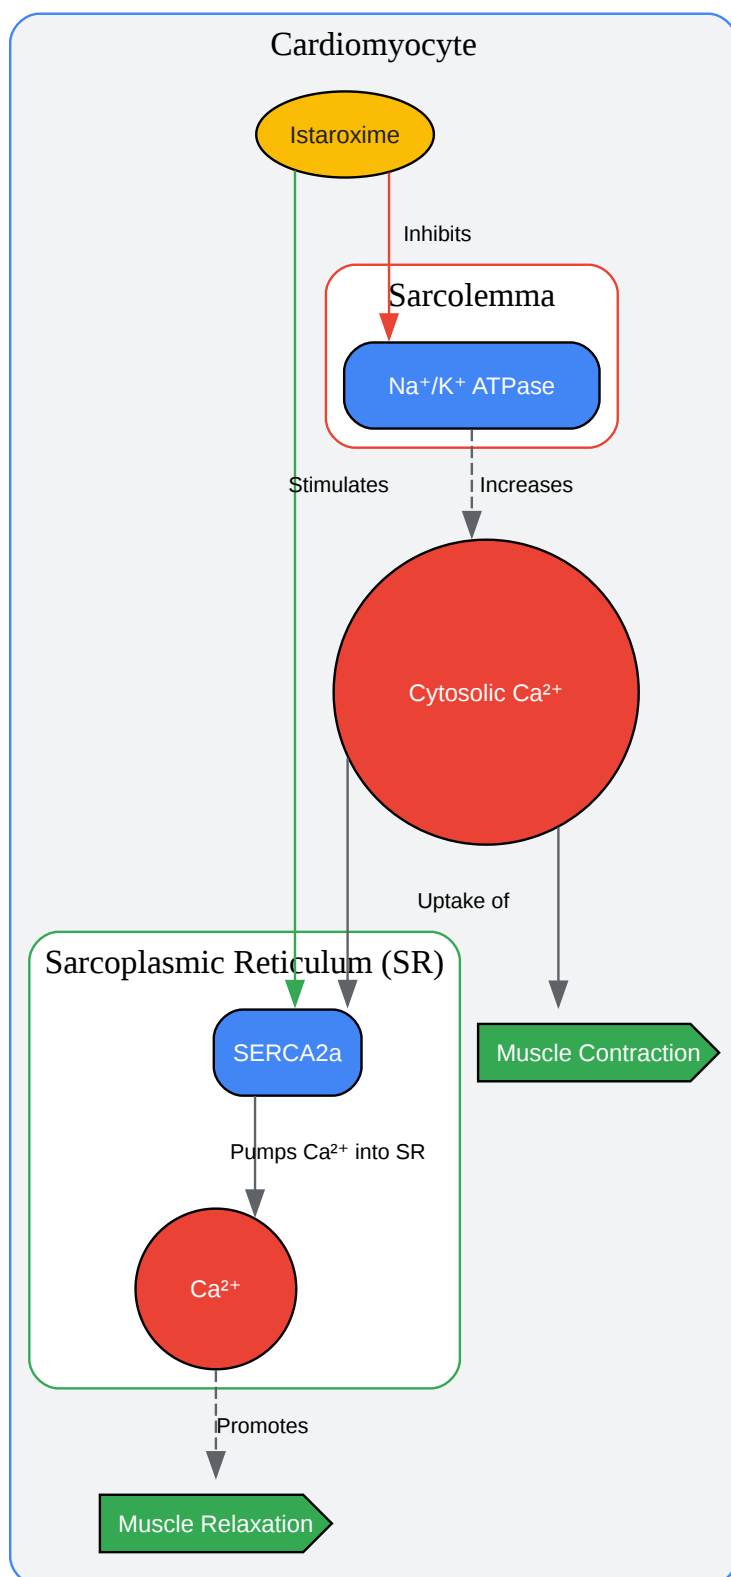 Cardiomyocyte
Istaroxime
Inhibits
Sarcolemma
Na⁺/K⁺ ATPase
Stimulates
Increases
Cytosolic Ca²⁺
Uptake of
Sarcoplasmic Reticulum (SR)
SERCA2a
Muscle Contraction
Pumps Ca²⁺ into SR
Ca²⁺
Promotes
Muscle Relaxation